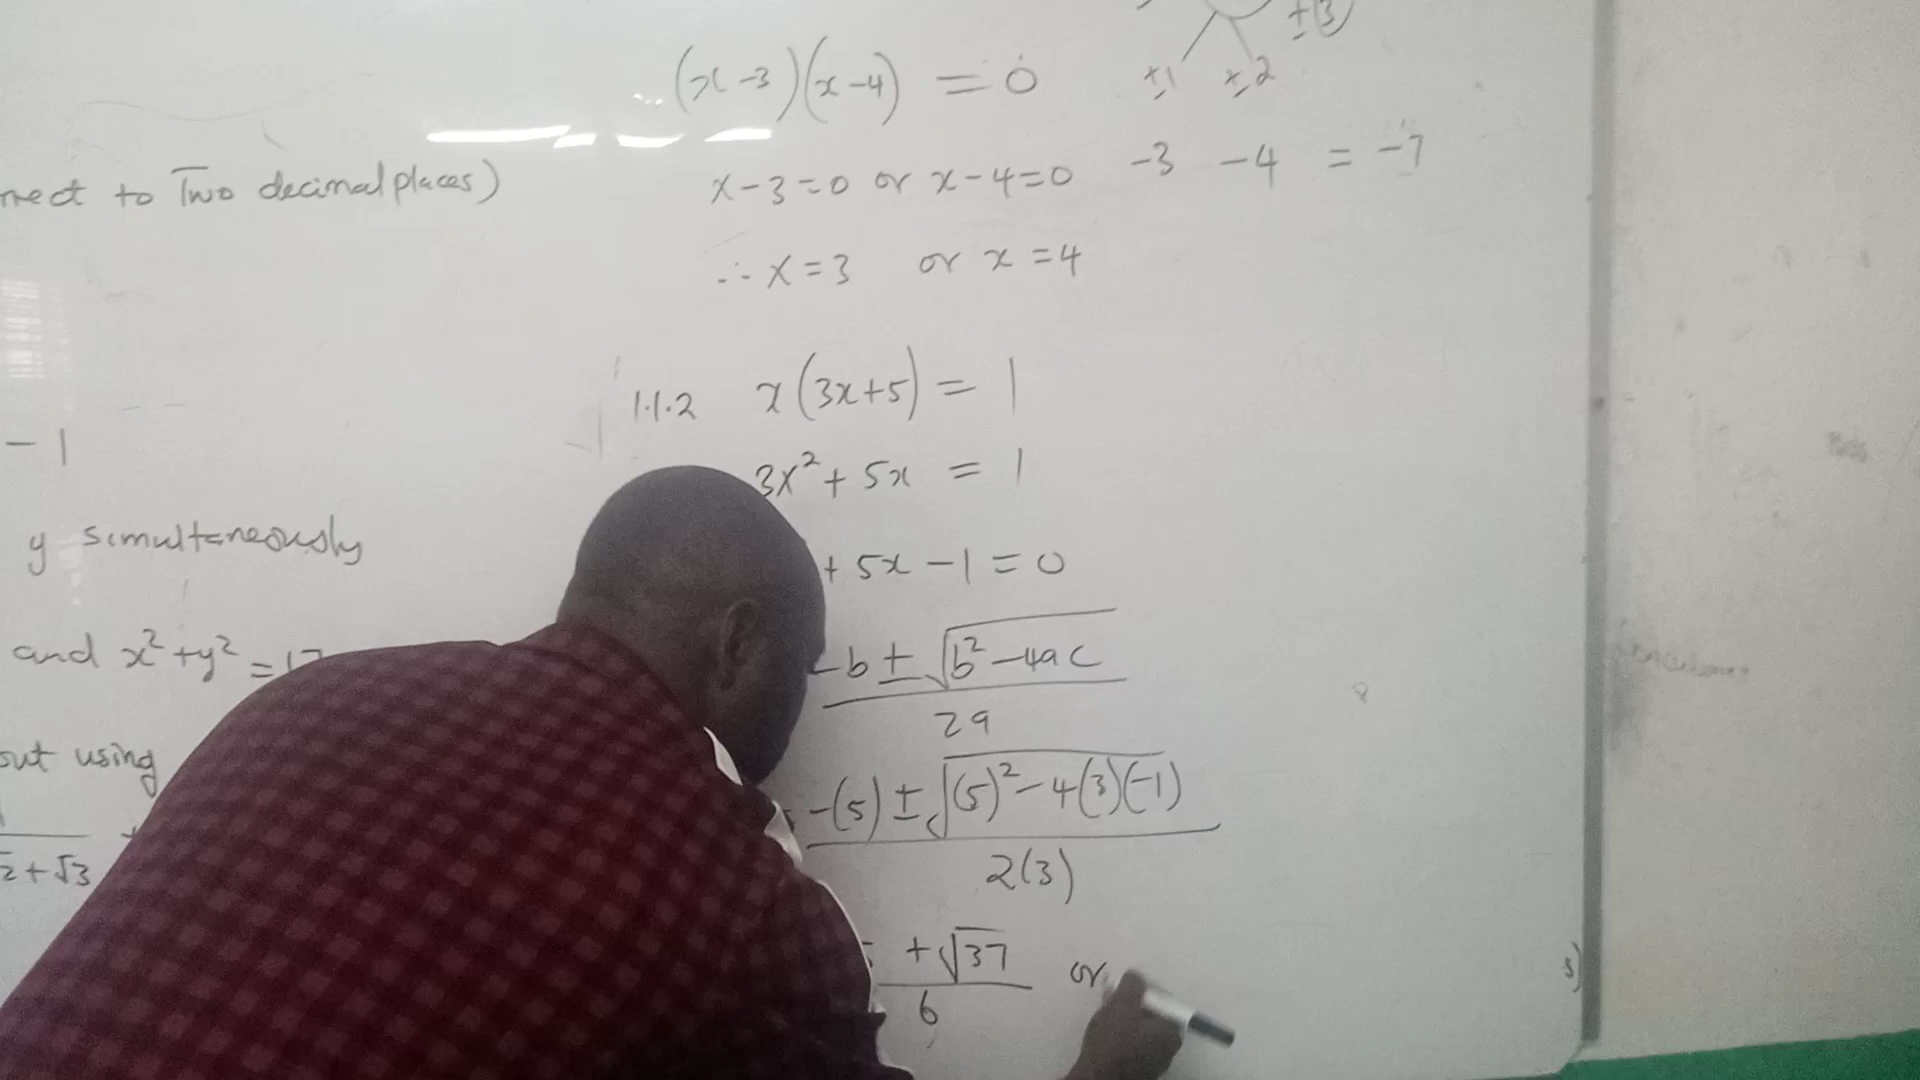 ±3
(x-3)(x-4) = 0
±1 ±2
-3 -4 = -7
to Two decimal places)
x-3=0 or x-4=0
∴ x=3 or x=4
1.1.2 x(3x+5) = 1
- 1
3x² + 5x = 1
y simultaneously
+ 5x - 1 = 0
and x² + y² = 17
-b ± √b² - 4ac
2a
out using
-(5) ± √(5)² - 4(3)(-1)
2(3)
2 + √3
+ √37 or
6